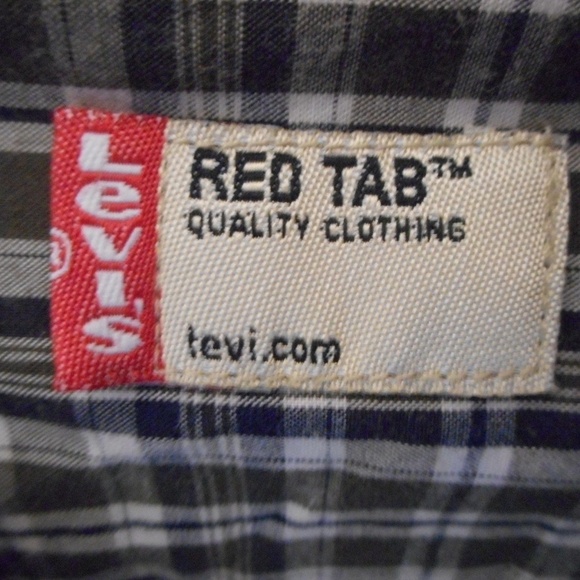 LeVI's
®
RED TAB™
QUALITY CLOTHING
levi.com